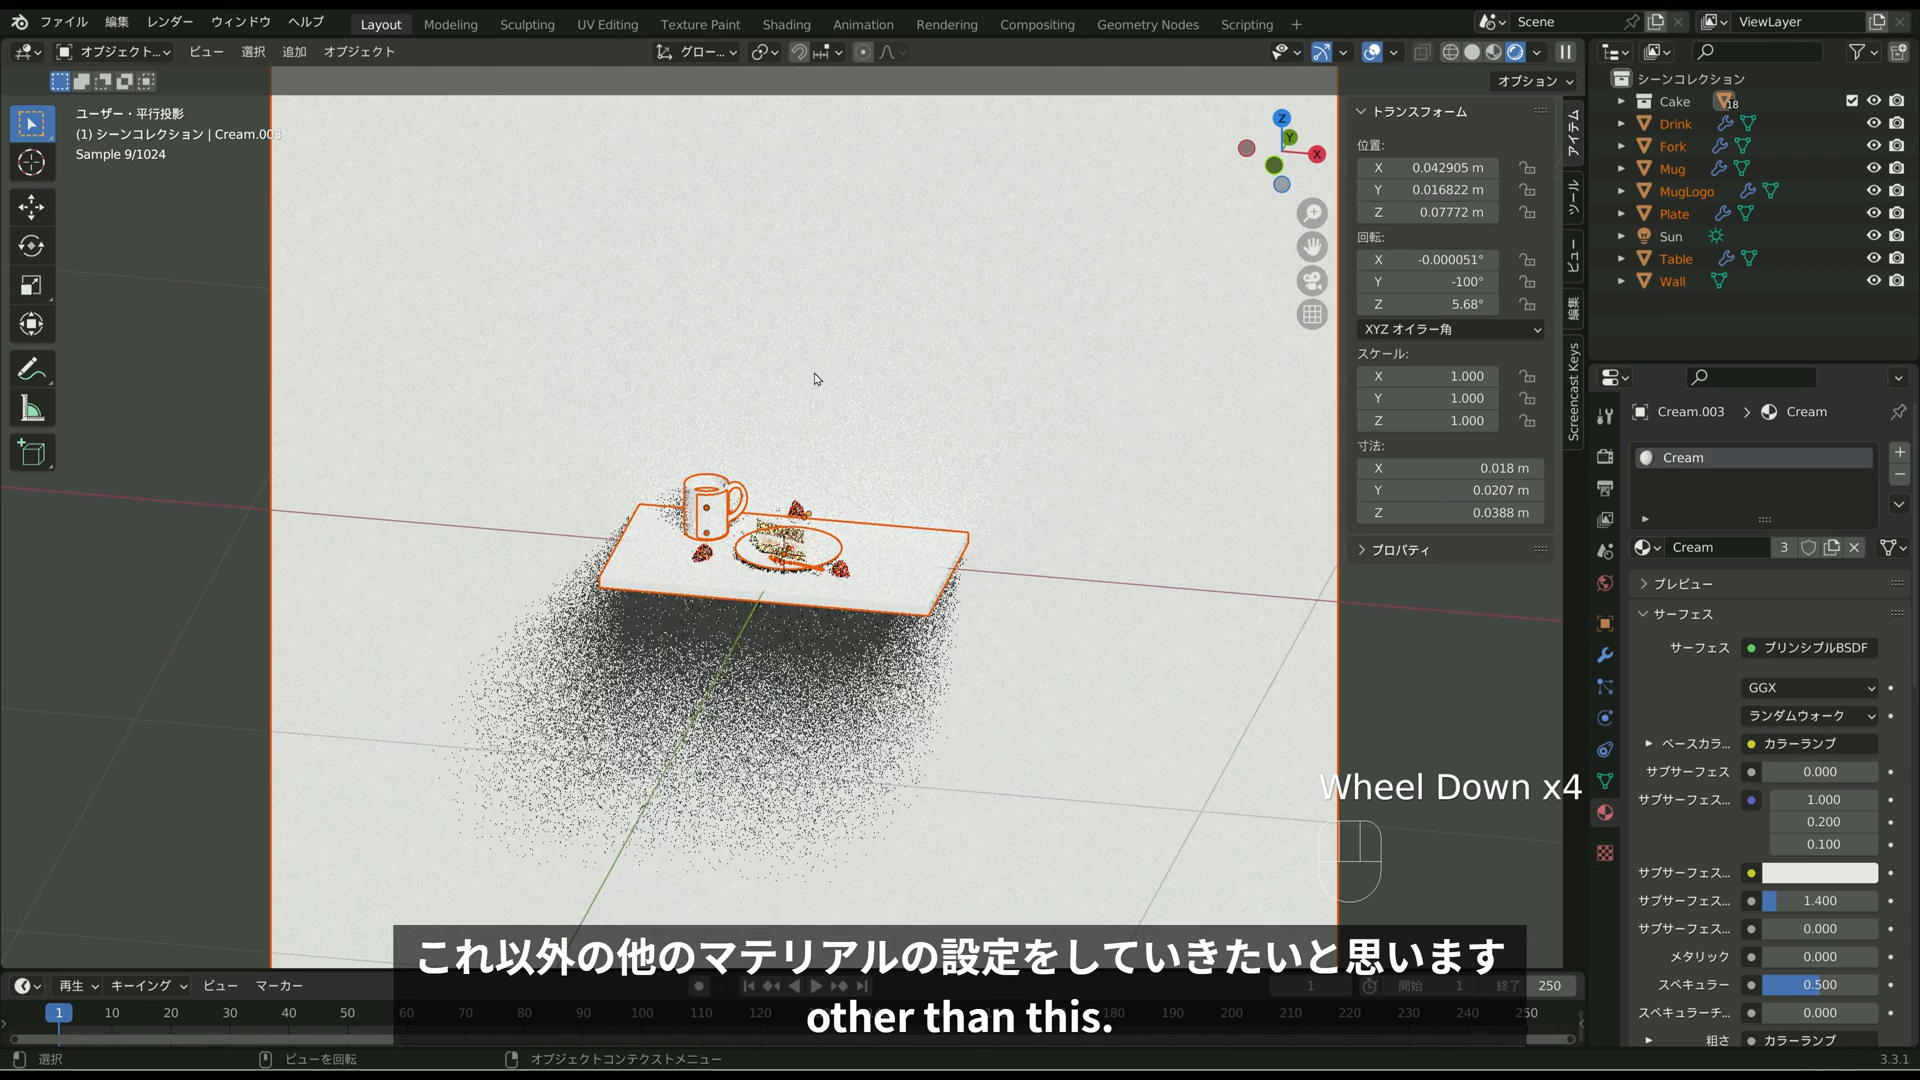 ファイル 編集 レンダー ウィンドウ ヘルプ Layout Modeling Sculpting UV Editing Texture Paint Shading Animation Rendering Compositing Geometry Nodes Scripting + Scene ViewLayer
オブジェクト... ビュー 選択 追加 オブジェクト グロー...
オプション
ユーザー・平行投影
(1) シーンコレクション | Cream.003
Sample 9/1024
Z
Y
X
トランスフォーム
位置:
X 0.042905 m
Y 0.016822 m
Z 0.07772 m
回転:
X -0.000051°
Y -100°
Z 5.68°
XYZ オイラー角
スケール:
X 1.000
Y 1.000
Z 1.000
寸法:
X 0.018 m
Y 0.0207 m
Z 0.0388 m
プロパティ
アイテム
ツール
ビュー
編集
Screencast Keys
シーンコレクション
Cake 18
Drink
Fork
Mug
MugLogo
Plate
Sun
Table
Wall
Cream.003 > Cream
Cream
Cream 3
プレビュー
サーフェス
サーフェス プリンシプルBSDF
GGX
ランダムウォーク
ベースカラ... カラーランプ
サブサーフェス 0.000
サブサーフェス... 1.000
0.200
0.100
サブサーフェス...
サブサーフェス... 1.400
サブサーフェス... 0.000
メタリック 0.000
スペキュラー 0.500
スペキュラーチ... 0.000
粗さ カラーランプ
Wheel Down x4
これ以外の他のマテリアルの設定をしていきたいと思います
other than this.
再生 キーイング ビュー マーカー 1 開始 1 終了 250
1 10 20 30 40 50 60 70 80 90 100 110 120 130 140 150 160 170 180 190 200 210 220 230 240 250
選択 ビューを回転 オブジェクトコンテクストメニュー 3.3.1